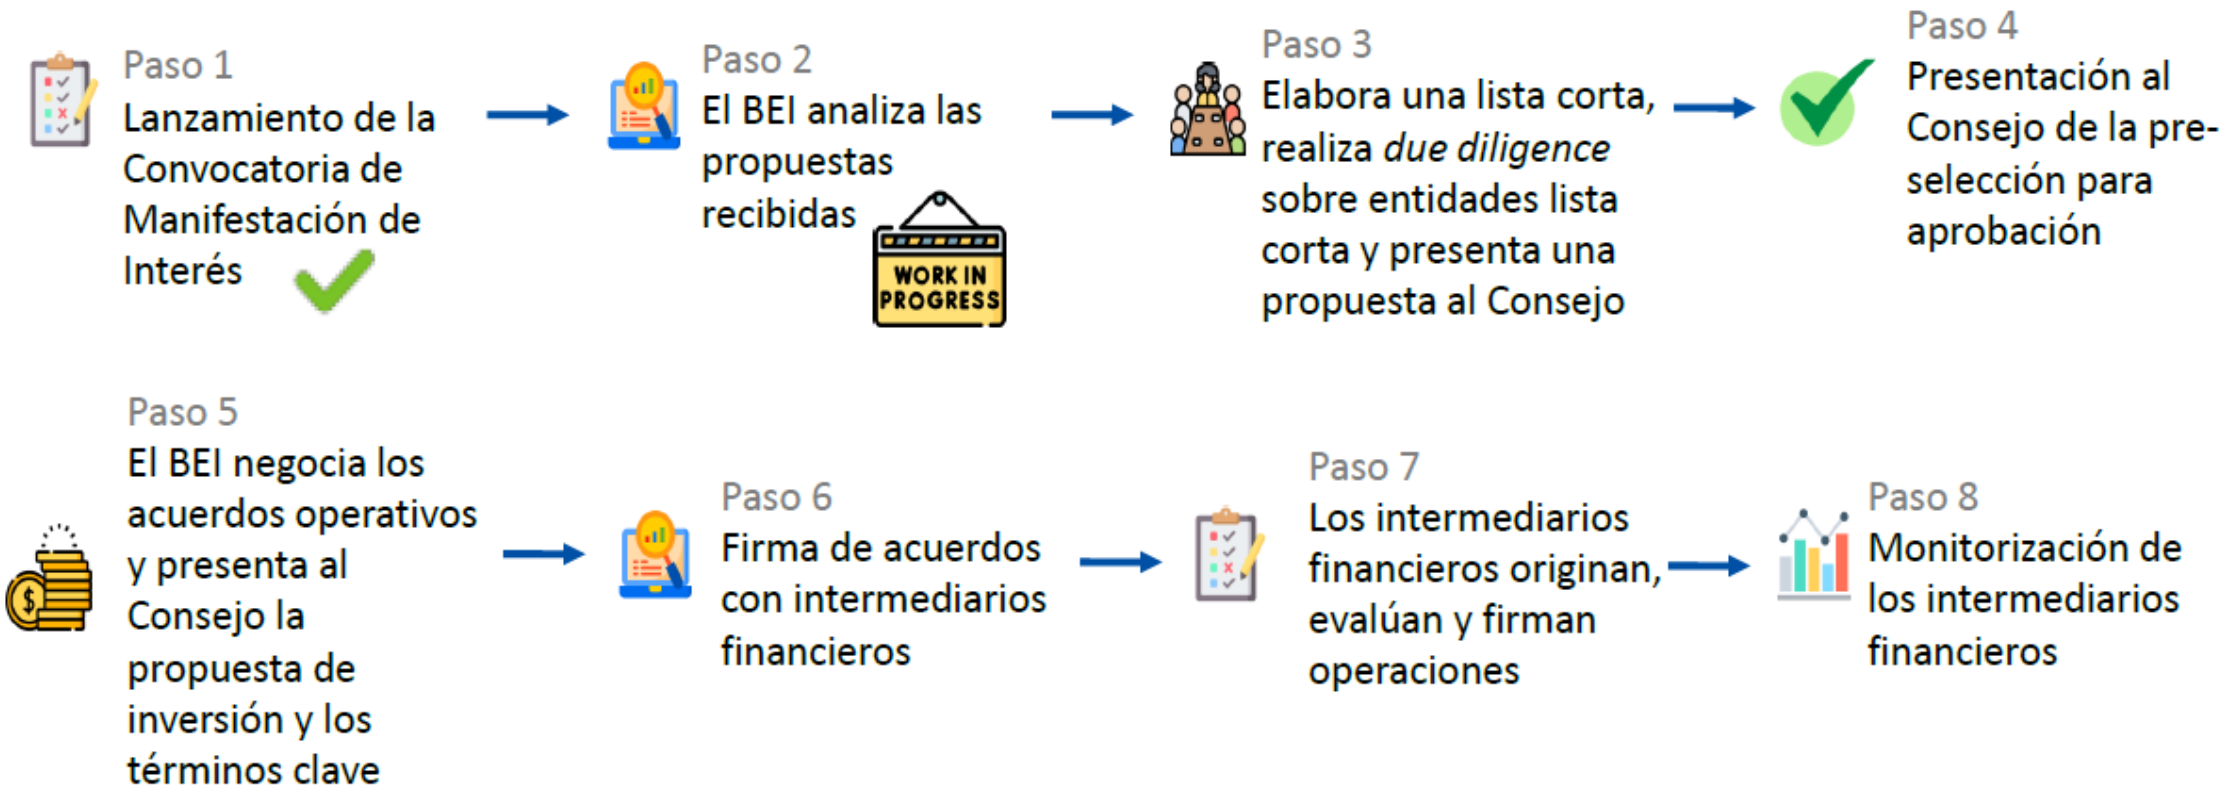 Paso 1
Lanzamiento de la
Convocatoria de
Manifestación de
Interés
Paso 2
El BEI analiza las
propuestas
recibidas
WORK IN
PROGRESS
Paso 3
Elabora una lista corta,
realiza due diligence
sobre entidades lista
corta y presenta una
propuesta al Consejo
Paso 4
Presentación al
Consejo de la pre-
selección para
aprobación
Paso 5
El BEI negocia los
acuerdos operativos
y presenta al
Consejo la
propuesta de
inversión y los
términos clave
Paso 6
Firma de acuerdos
con intermediarios
financieros
Paso 7
Los intermediarios
financieros originan,
evalúan y firman
operaciones
Paso 8
Monitorización de
los intermediarios
financieros